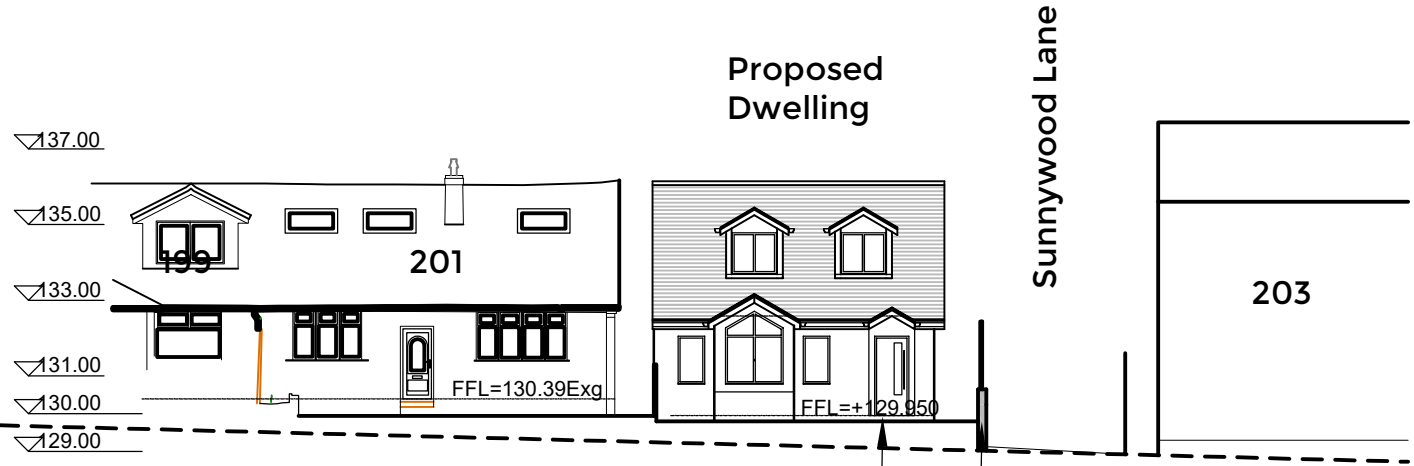 Proposed
Dwelling
Sunnywood Lane
137.00
135.00
133.00
131.00
130.00
129.00
199
201
203
FFL=130.39Exg
FFL=+129.950